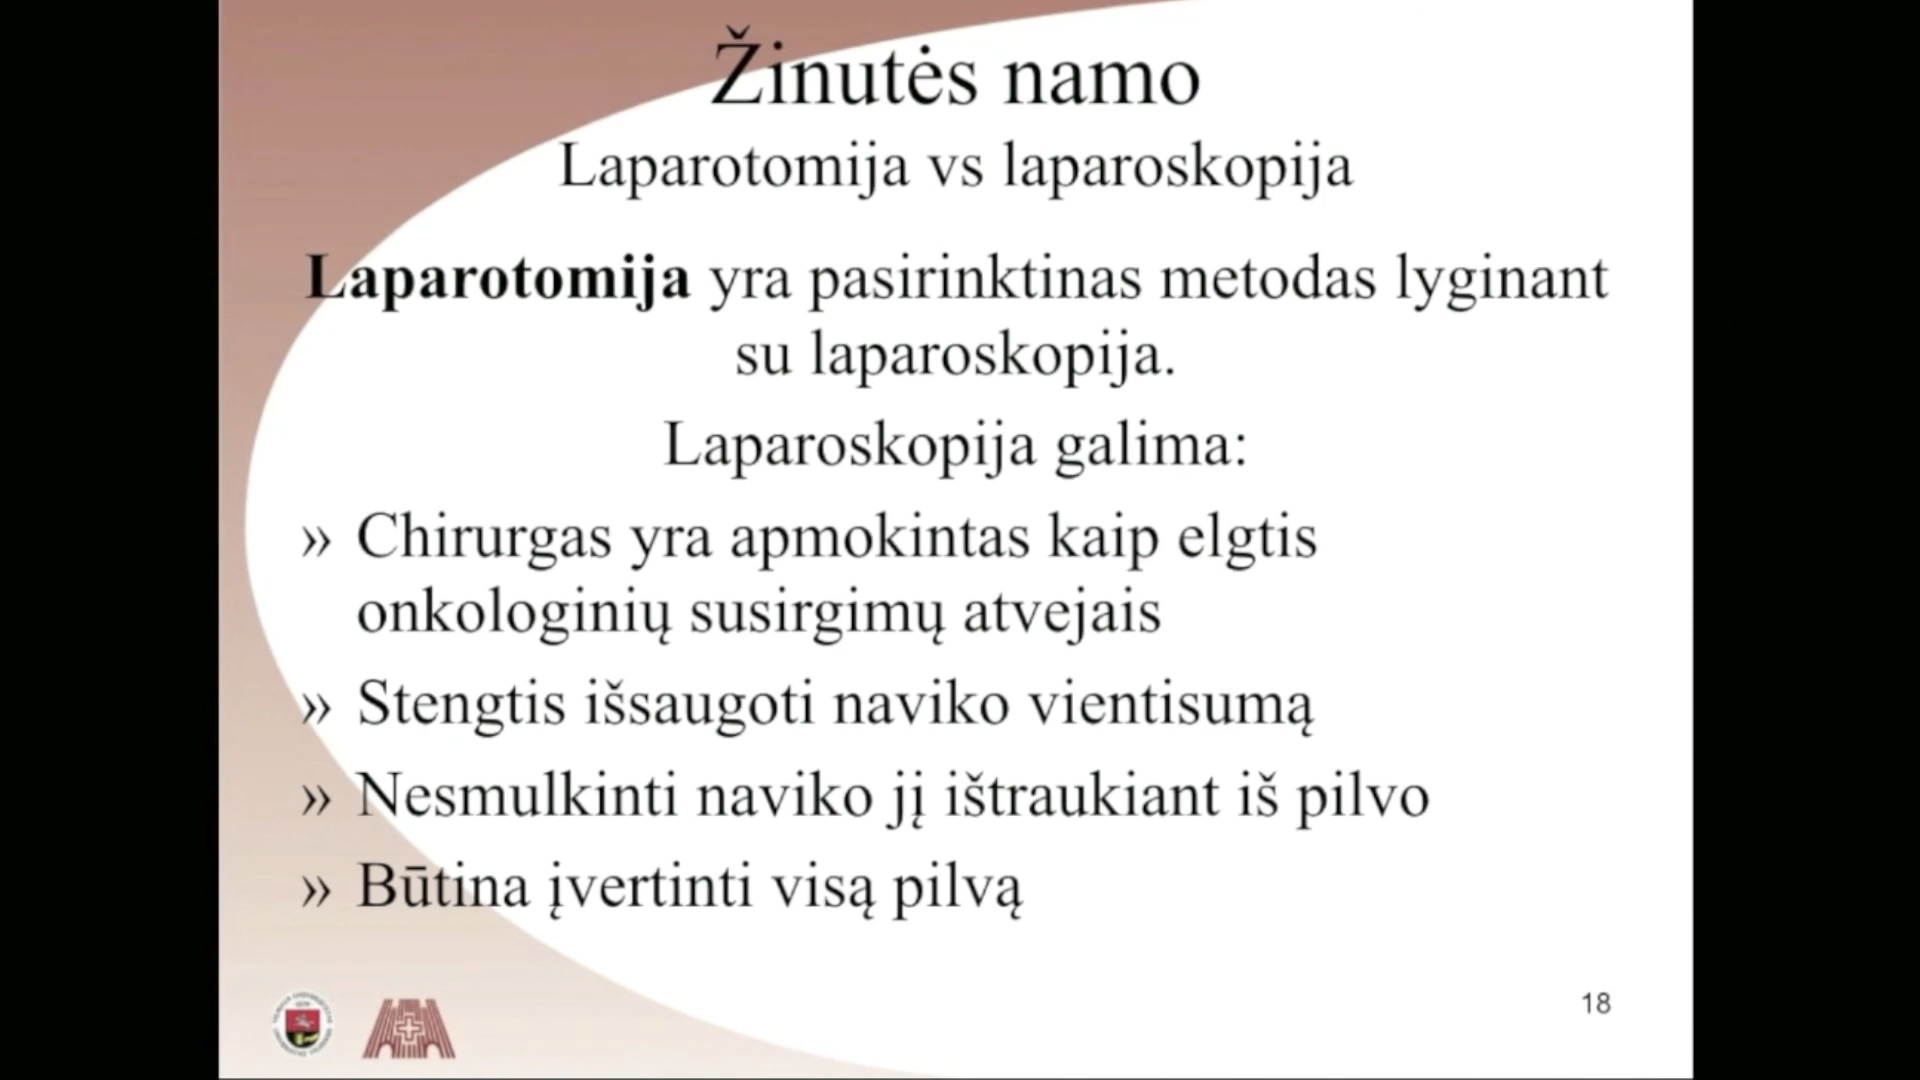 Žinutės namo
Laparotomija vs laparoskopija
Laparotomija yra pasirinktinas metodas lyginant
su laparoskopija.
Laparoskopija galima:
» Chirurgas yra apmokintas kaip elgtis
onkologinių susirgimų atvejais
» Stengtis išsaugoti naviko vientisumą
» Nesmulkinti naviko jį ištraukiant iš pilvo
» Būtina įvertinti visą pilvą
18